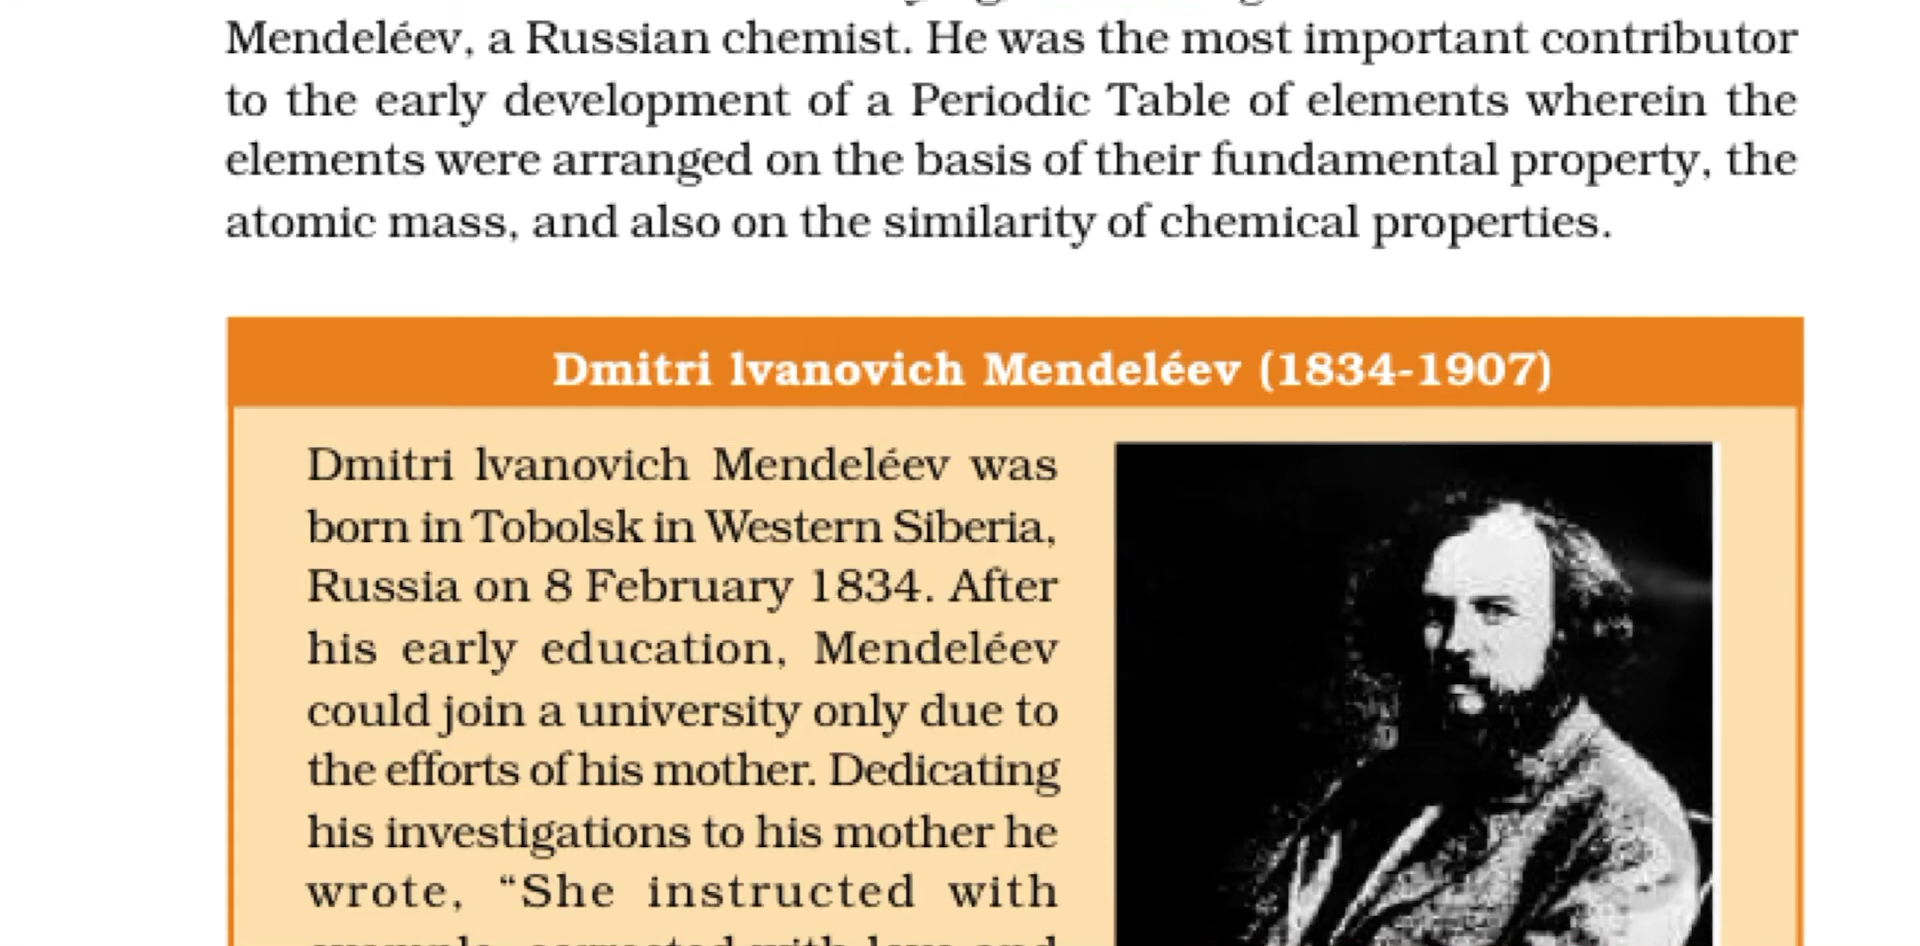 Mendeléev, a Russian chemist. He was the most important contributor
to the early development of a Periodic Table of elements wherein the
elements were arranged on the basis of their fundamental property, the
atomic mass, and also on the similarity of chemical properties.
Dmitri lvanovich Mendeléev (1834-1907)
Dmitri lvanovich Mendeléev was
born in Tobolsk in Western Siberia,
Russia on 8 February 1834. After
his early education, Mendeléev
could join a university only due to
the efforts of his mother. Dedicating
his investigations to his mother he
wrote, “She instructed with